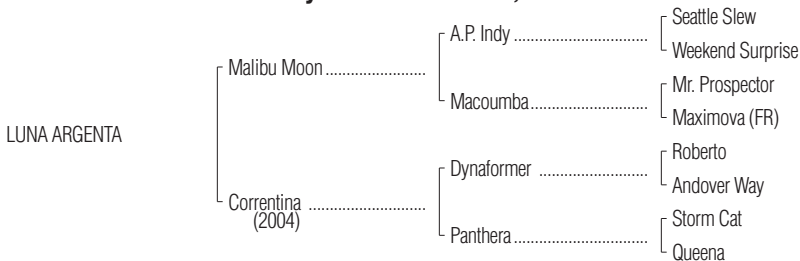 Seattle Slew
A.P. Indy ..................................
Weekend Surprise
Malibu Moon .........................
Mr. Prospector
Macoumba .............................
Maximova (FR)
LUNA ARGENTA
Roberto
Dynaformer ...........................
Andover Way
Correntina .............................
(2004)
Storm Cat
Panthera .................................
Queena